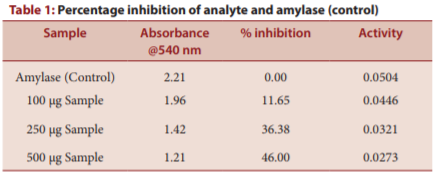 Table 1: Percentage inhibition of analyte and amylase (control)
Sample Absorbance @540 nm % inhibition Activity
Amylase (Control) 2.21 0.00 0.0504
100 µg Sample 1.96 11.65 0.0446
250 µg Sample 1.42 36.38 0.0321
500 µg Sample 1.21 46.00 0.0273